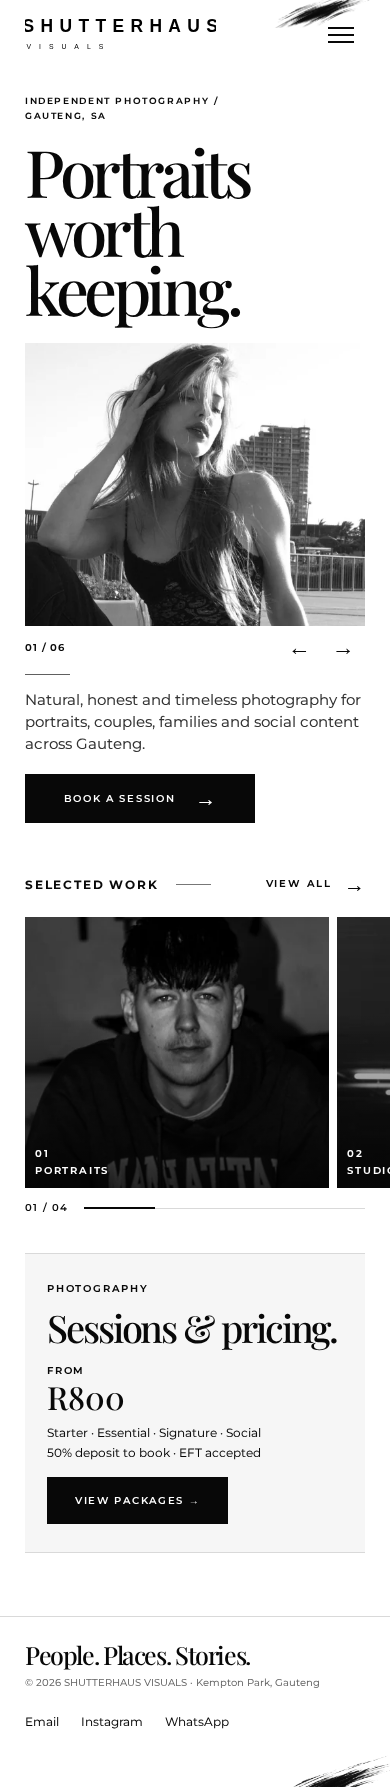 SHUTTERHAUS
VISUALS
INDEPENDENT PHOTOGRAPHY /
GAUTENG, SA
Portraits
worth
keeping.
01 / 06
← →
Natural, honest and timeless photography for
portraits, couples, families and social content
across Gauteng.
BOOK A SESSION →
SELECTED WORK
VIEW ALL →
MANHATTAN
01
PORTRAITS
02
01 / 04
PHOTOGRAPHY
Sessions & pricing.
FROM
R800
Starter · Essential · Signature · Social
50% deposit to book · EFT accepted
VIEW PACKAGES →
People. Places. Stories.
© 2026 SHUTTERHAUS VISUALS · Kempton Park, Gauteng
Email Instagram WhatsApp